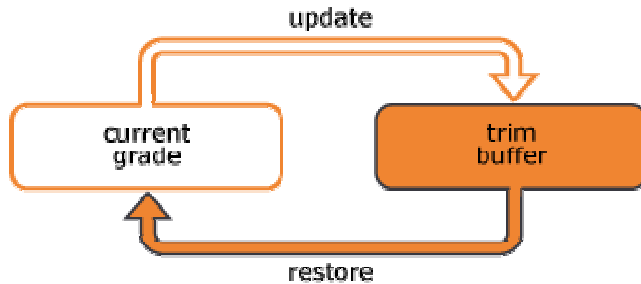 update
current
grade
trim
buffer
restore